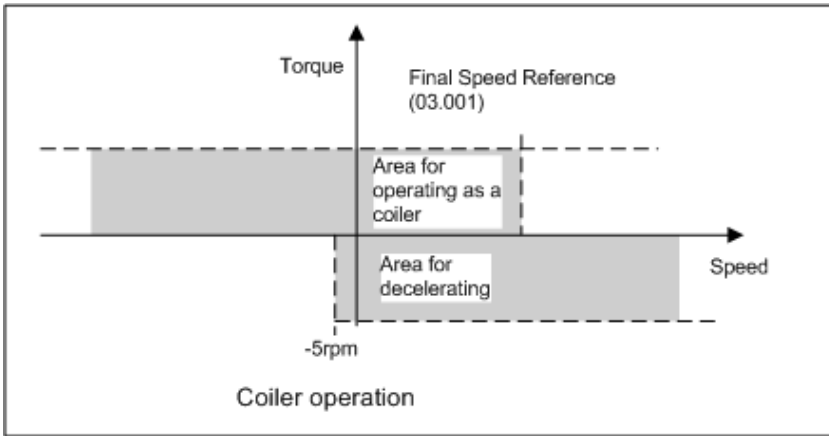 Torque
Final Speed Reference
(03.001)
Area for
operating as a
coiler
Area for
decelerating
Speed
-5rpm
Coiler operation